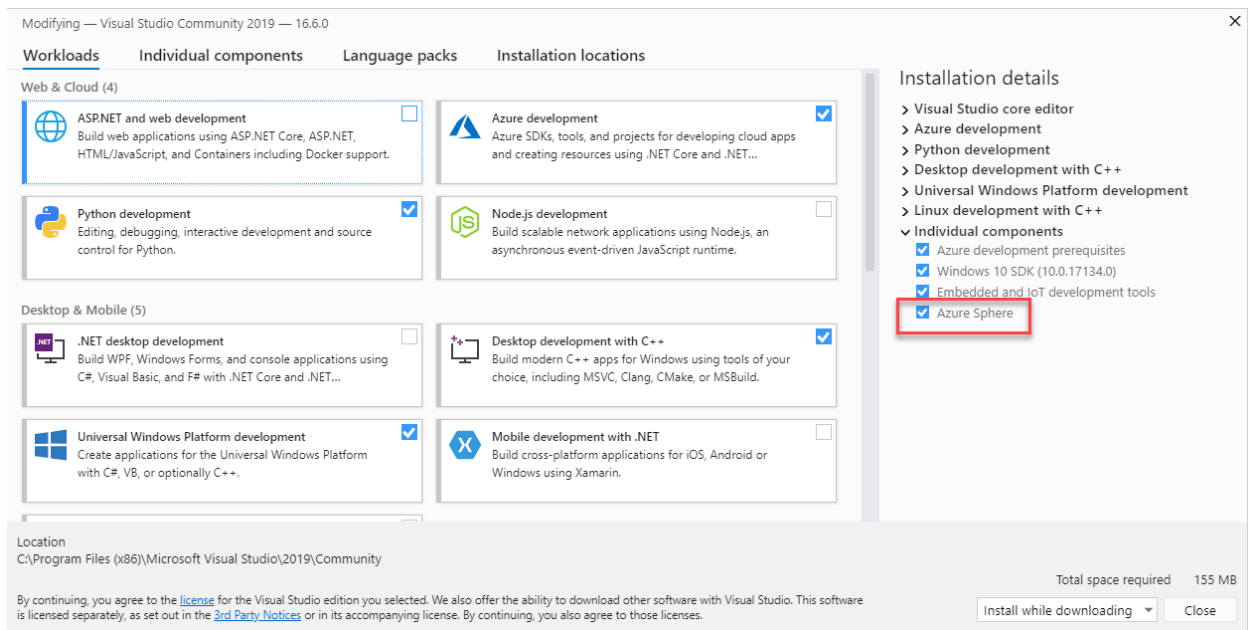 Modifying — Visual Studio Community 2019 — 16.6.0
Workloads
Individual components
Language packs
Installation locations
Web & Cloud (4)
ASP.NET and web development
Build web applications using ASP.NET Core, ASP.NET,
HTML/JavaScript, and Containers including Docker support.
Azure development
Azure SDKs, tools, and projects for developing cloud apps
and creating resources using .NET Core and .NET...
Python development
Editing, debugging, interactive development and source
control for Python.
JS
Node.js development
Build scalable network applications using Node.js, an
asynchronous event-driven JavaScript runtime.
Desktop & Mobile (5)
.NET
.NET desktop development
Build WPF, Windows Forms, and console applications using
C#, Visual Basic, and F# with .NET Core and .NET...
Desktop development with C++
Build modern C++ apps for Windows using tools of your
choice, including MSVC, Clang, CMake, or MSBuild.
Universal Windows Platform development
Create applications for the Universal Windows Platform
with C#, VB, or optionally C++.
Mobile development with .NET
Build cross-platform applications for iOS, Android or
Windows using Xamarin.
Installation details
Visual Studio core editor
Azure development
Python development
Desktop development with C++
Universal Windows Platform development
Linux development with C++
Individual components
Azure development prerequisites
Windows 10 SDK (10.0.17134.0)
Embedded and IoT development tools
Azure Sphere
Location
C:\Program Files (x86)\Microsoft Visual Studio\2019\Community
Total space required 155 MB
By continuing, you agree to the license for the Visual Studio edition you selected. We also offer the ability to download other software with Visual Studio. This software
is licensed separately, as set out in the 3rd Party Notices or in its accompanying license. By continuing, you also agree to those licenses.
Install while downloading
Close